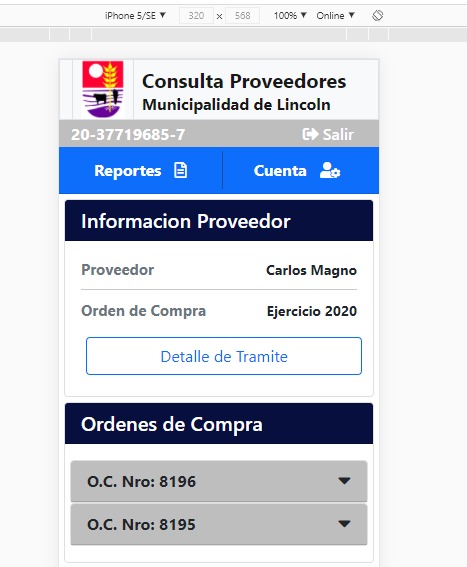 iPhone 5/SE ▼ 320 x 568 100% ▼ Online ▼
Consulta Proveedores
Municipalidad de Lincoln
20-37719685-7 Salir
Reportes Cuenta
Informacion Proveedor
Proveedor Carlos Magno
Orden de Compra Ejercicio 2020
Detalle de Tramite
Ordenes de Compra
O.C. Nro: 8196
O.C. Nro: 8195